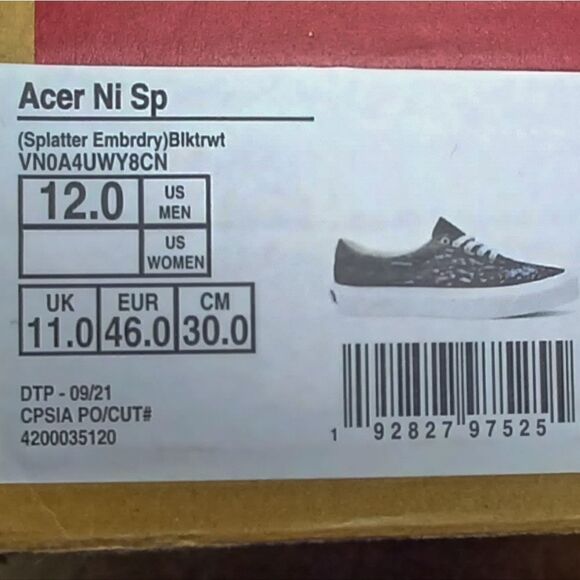 Acer Ni Sp
(Splatter Embrdry)Blktrwt
VN0A4UWY8CN
12.0 US MEN
US WOMEN
UK EUR CM
11.0 46.0 30.0
DTP - 09/21
CPSIA PO/CUT#
4200035120
1 92827 97525